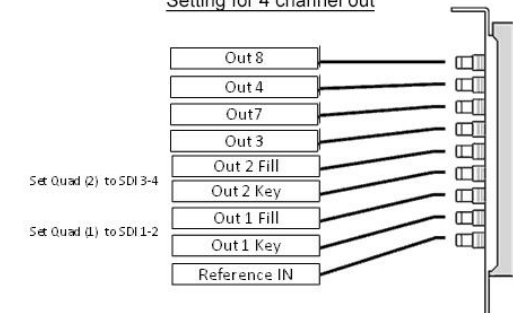 Setting for 4 channel out
Out 8
Out 4
Out7
Out 3
Out 2 Fill
Set Quad (2) to SDI 3-4
Out 2 Key
Out 1 Fill
Set Quad (1) to SDI 1-2
Out 1 Key
Reference IN